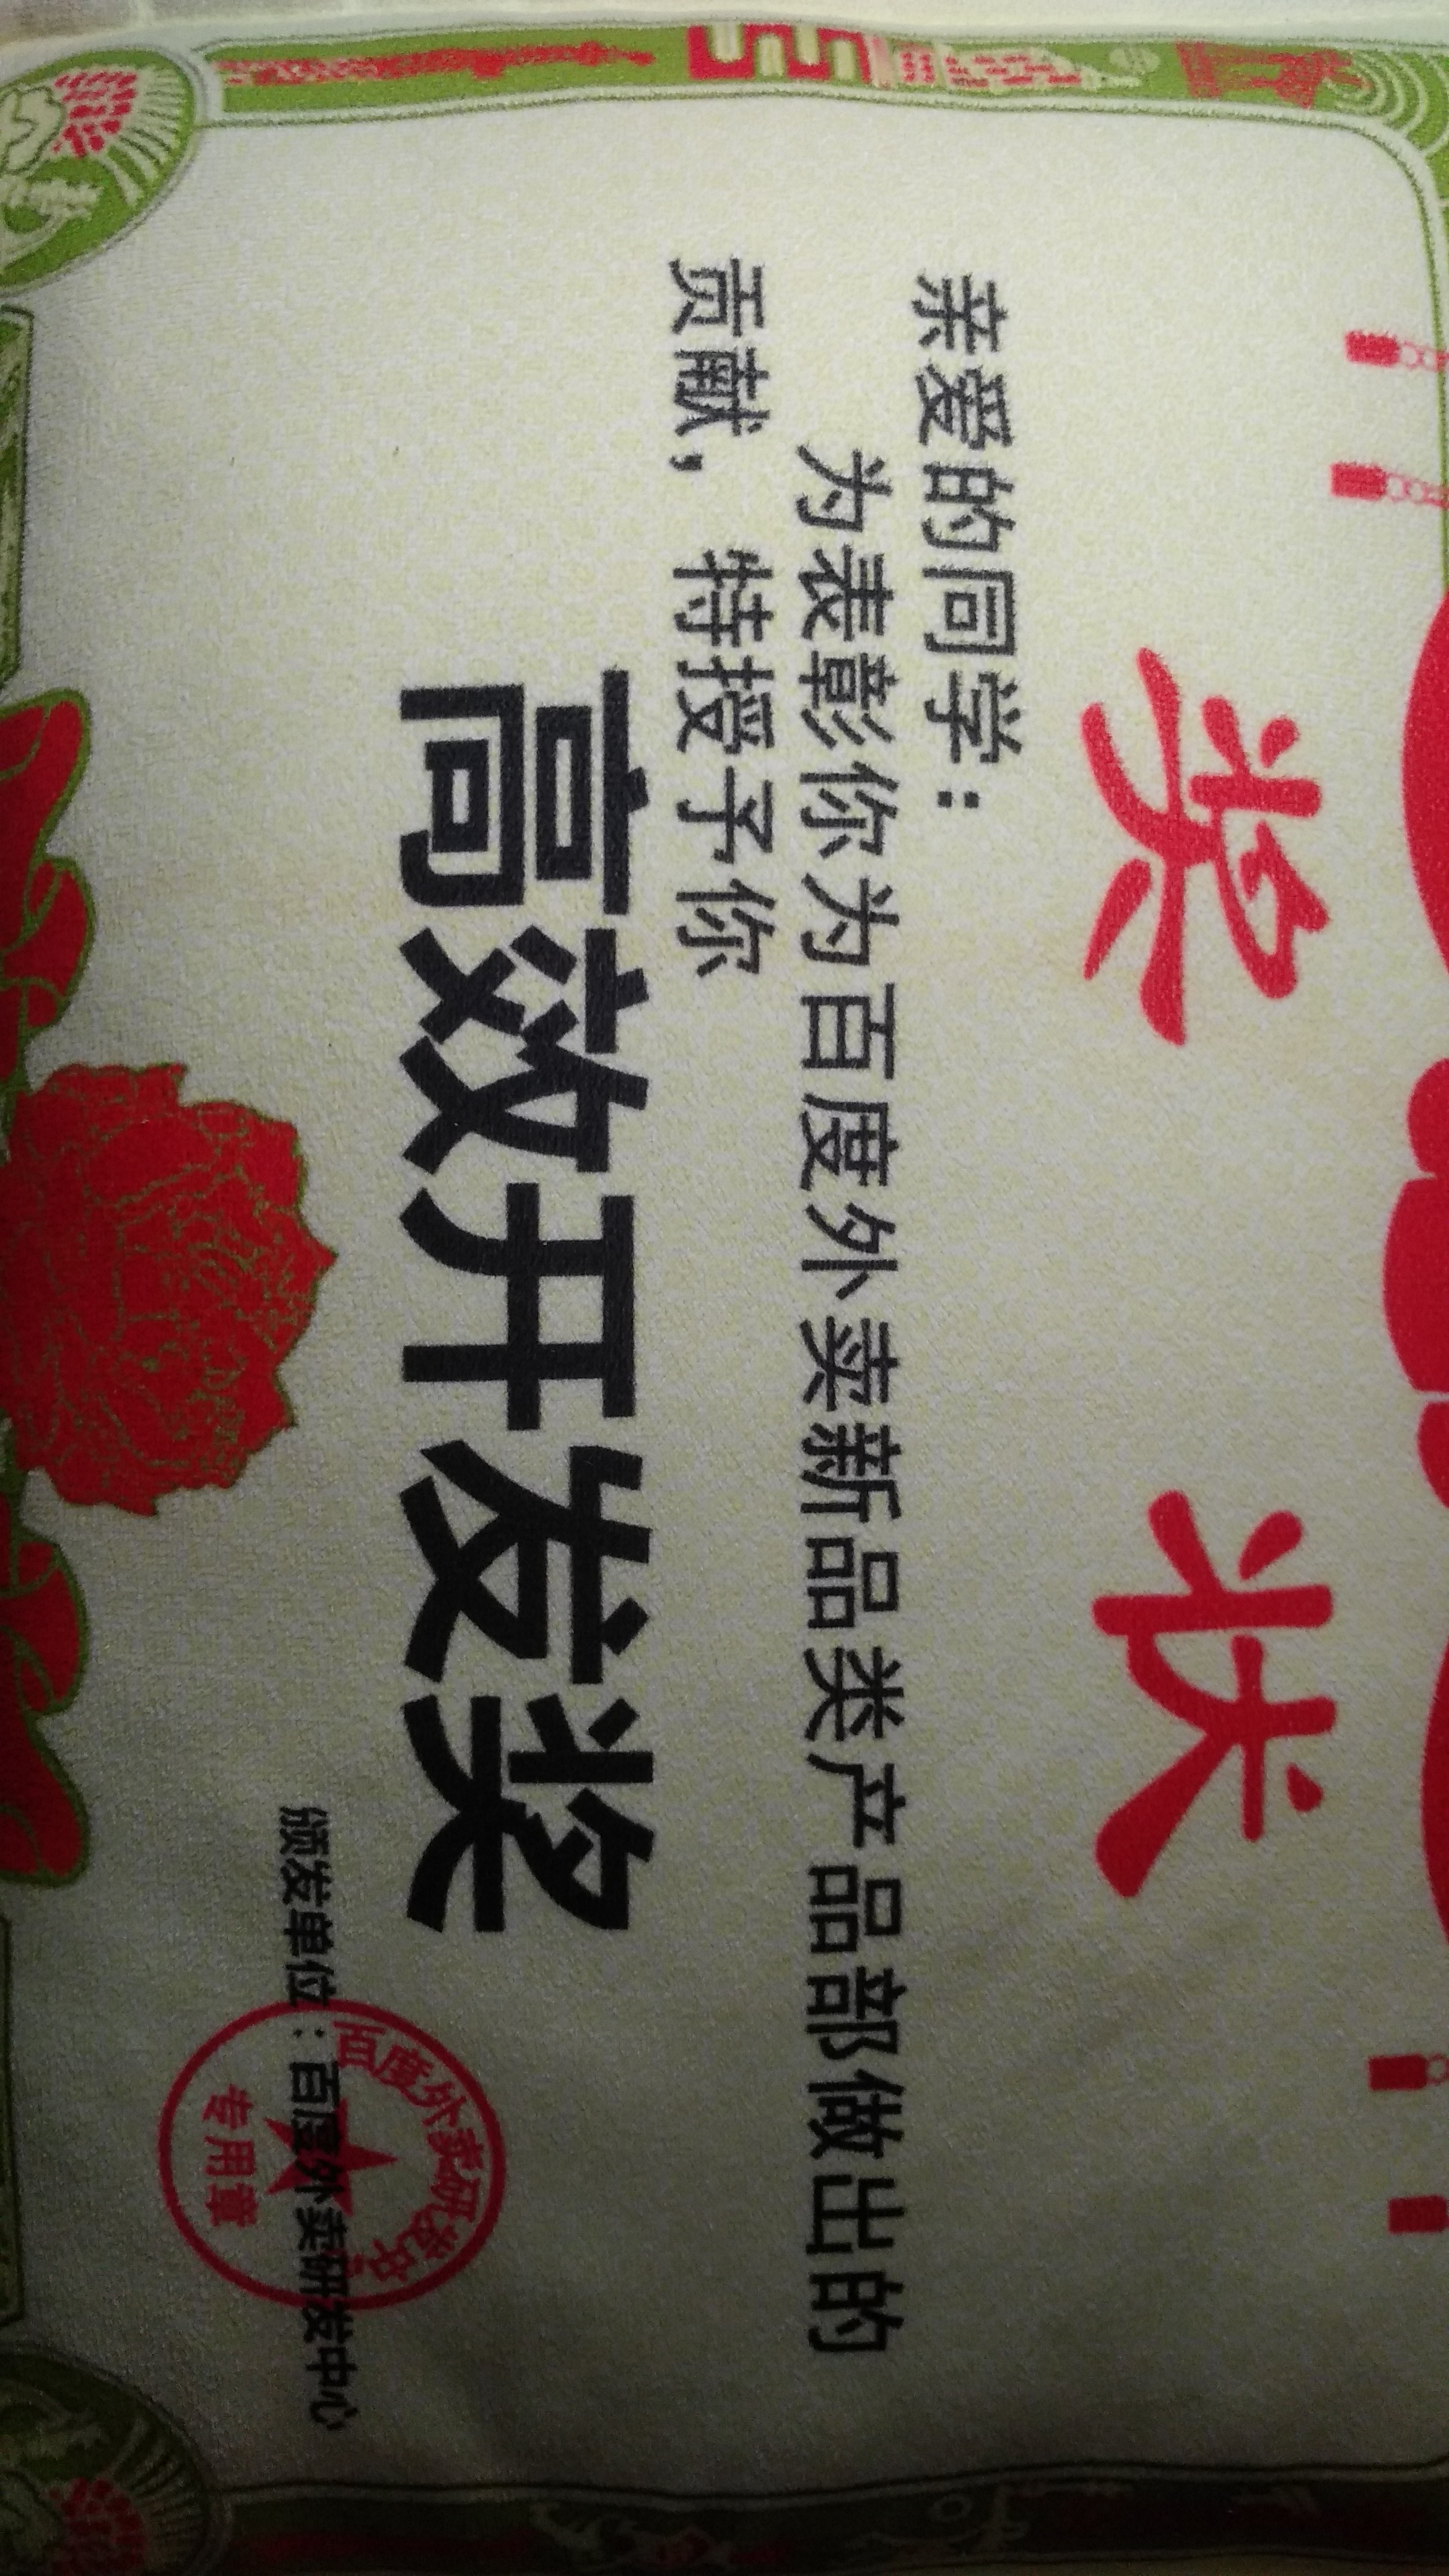 奖 状
亲爱的同学：
为表彰你为百度外卖新品类产品部做出的
贡献，特授予你
高效开发奖
颁发单位：百度外卖研发中心
百度外卖研发中心
专用章